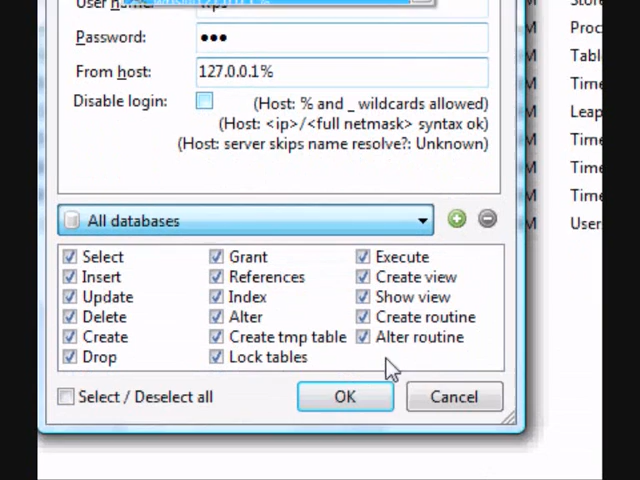 User name:
Password: ●●●
From host: 127.0.0.1%
Disable login: (Host: % and _ wildcards allowed)
(Host: <ip>/<full netmask> syntax ok)
(Host: server skips name resolve?: Unknown)
All databases
Select Grant Execute
Insert References Create view
Update Index Show view
Delete Alter Create routine
Create Create tmp table Alter routine
Drop Lock tables
Select / Deselect all OK Cancel
M Proc
M Tabl
M Time
M Leap
M Time
M Time
M Time
M User